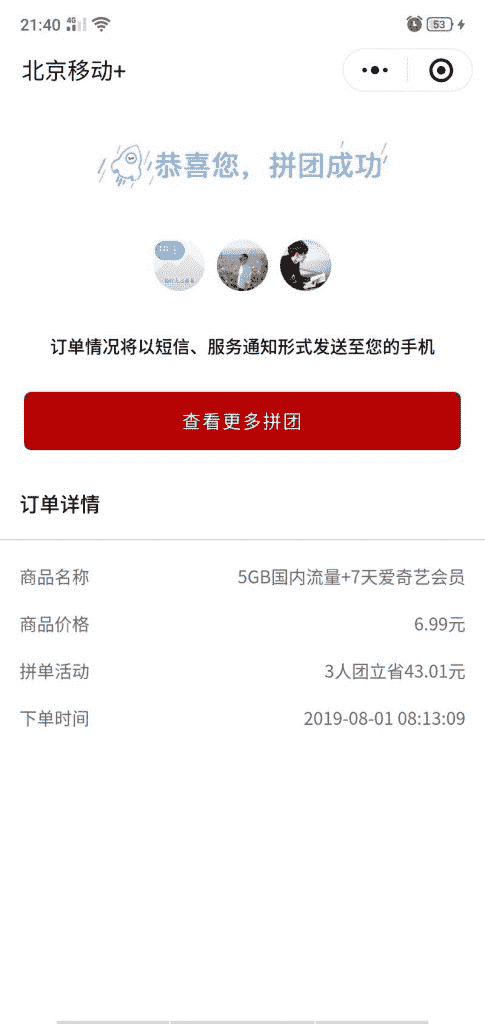 21:40 4G 53
北京移动+
恭喜您，拼团成功
订单情况将以短信、服务通知形式发送至您的手机
查看更多拼团
订单详情
商品名称 5GB国内流量+7天爱奇艺会员
商品价格 6.99元
拼单活动 3人团立省43.01元
下单时间 2019-08-01 08:13:09